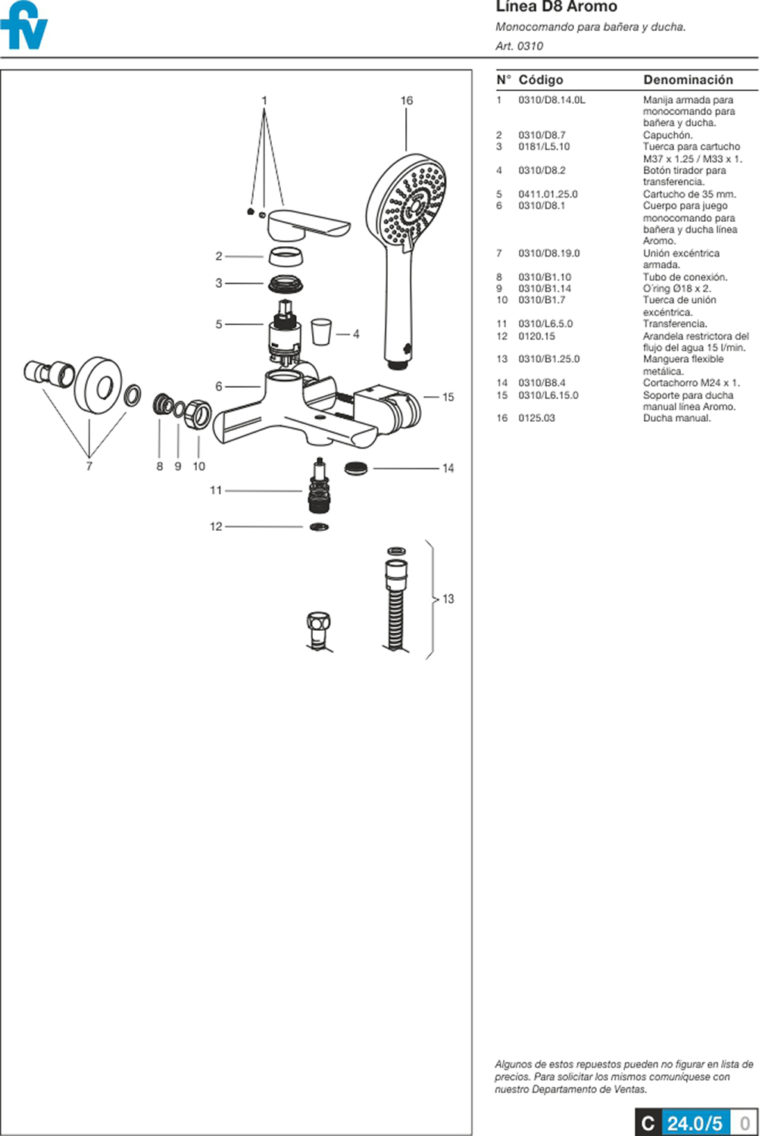 fv
Línea D8 Aromo
Monocomando para bañera y ducha.
Art. 0310
N° Código Denominación
1 0310/D8.14.0L Manija armada para
monocomando para
bañera y ducha.
2 0310/D8.7 Capuchón.
3 0181/L5.10 Tuerca para cartucho
M37 x 1.25 / M33 x 1.
4 0310/D8.2 Botón tirador para
transferencia.
5 0411.01.25.0 Cartucho de 35 mm.
6 0310/D8.1 Cuerpo para juego
monocomando para
bañera y ducha línea
Aromo.
7 0310/D8.19.0 Unión excéntrica
armada.
8 0310/B1.10 Tubo de conexión.
9 0310/B1.14 O´ring Ø18 x 2.
10 0310/B1.7 Tuerca de unión
excéntrica.
11 0310/L6.5.0 Transferencia.
12 0120.15 Arandela restrictora del
flujo del agua 15 l/min.
13 0310/B1.25.0 Manguera flexible
metálica.
14 0310/B8.4 Cortachorro M24 x 1.
15 0310/L6.15.0 Soporte para ducha
manual línea Aromo.
16 0125.03 Ducha manual.
1
16
2
3
5
4
6
15
7
8
9
10
14
11
12
13
Algunos de estos repuestos pueden no figurar en lista de
precios. Para solicitar los mismos comuníquese con
nuestro Departamento de Ventas.
C 24.0/5 0